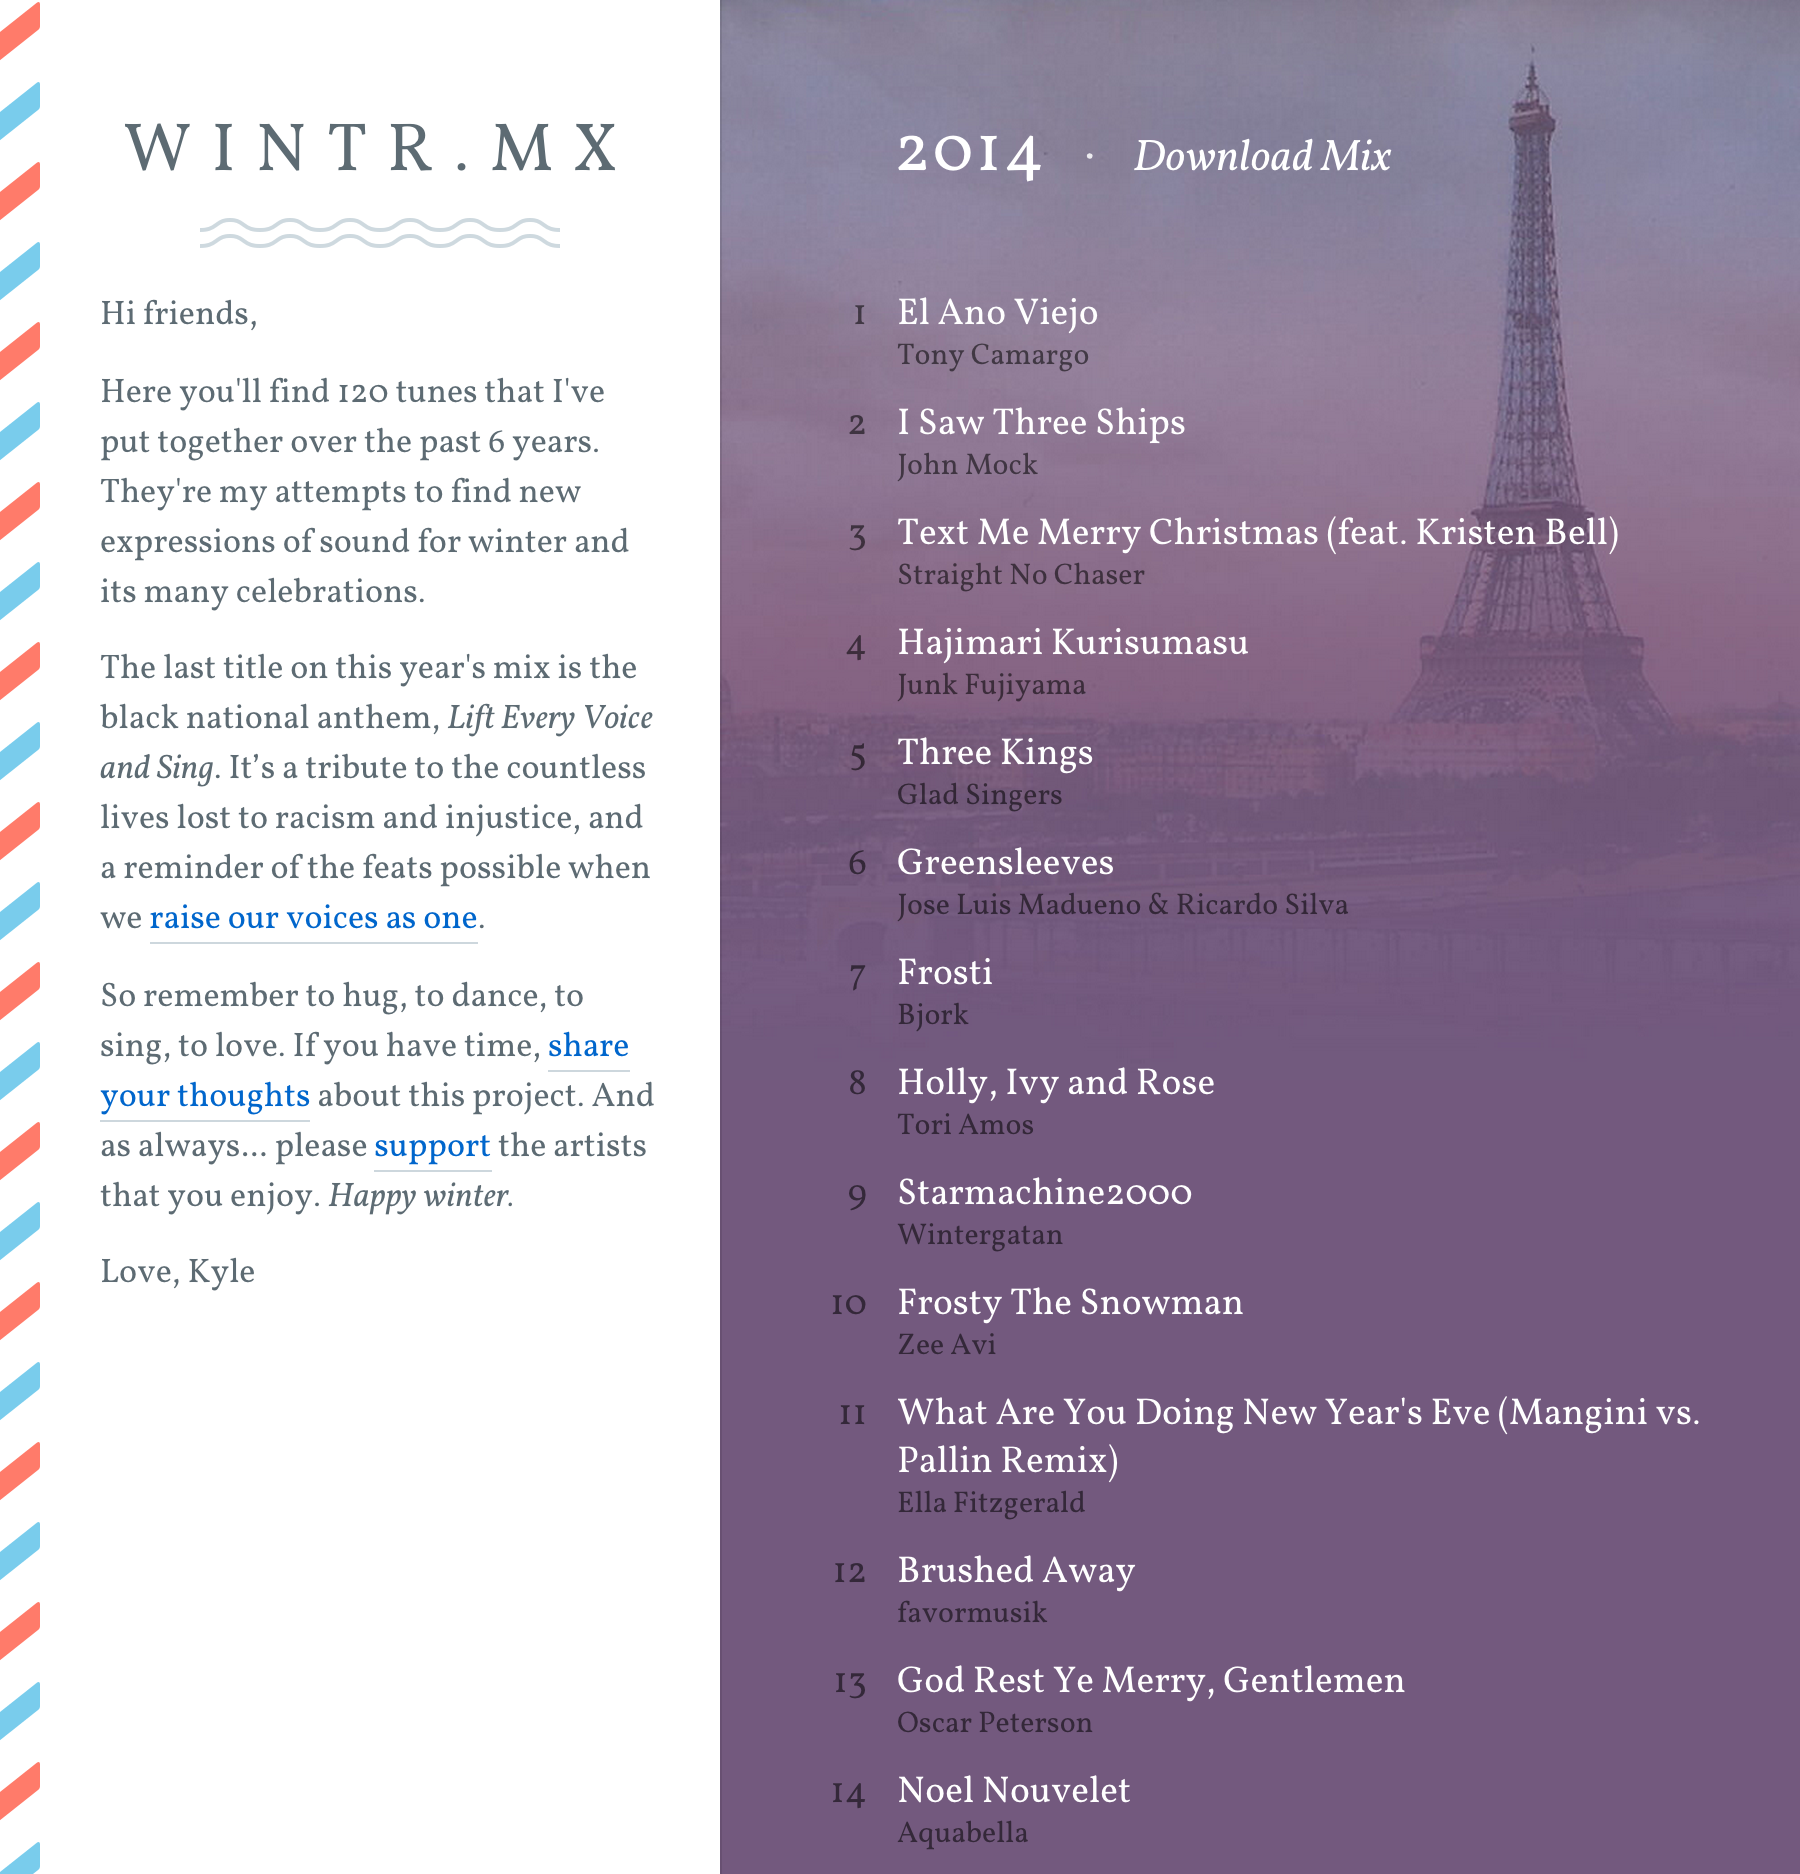 WINTR.MX
Hi friends,
Here you'll find 120 tunes that I've
put together over the past 6 years.
They're my attempts to find new
expressions of sound for winter and
its many celebrations.
The last title on this year's mix is the
black national anthem, Lift Every Voice
and Sing. It’s a tribute to the countless
lives lost to racism and injustice, and
a reminder of the feats possible when
we raise our voices as one.
So remember to hug, to dance, to
sing, to love. If you have time, share
your thoughts about this project. And
as always... please support the artists
that you enjoy. Happy winter.
Love, Kyle
2014 · Download Mix
1 El Ano Viejo
Tony Camargo
2 I Saw Three Ships
John Mock
3 Text Me Merry Christmas (feat. Kristen Bell)
Straight No Chaser
4 Hajimari Kurisumasu
Junk Fujiyama
5 Three Kings
Glad Singers
6 Greensleeves
Jose Luis Madueno & Ricardo Silva
7 Frosti
Bjork
8 Holly, Ivy and Rose
Tori Amos
9 Starmachine2000
Wintergatan
10 Frosty The Snowman
Zee Avi
11 What Are You Doing New Year's Eve (Mangini vs.
Pallin Remix)
Ella Fitzgerald
12 Brushed Away
favormusik
13 God Rest Ye Merry, Gentlemen
Oscar Peterson
14 Noel Nouvelet
Aquabella